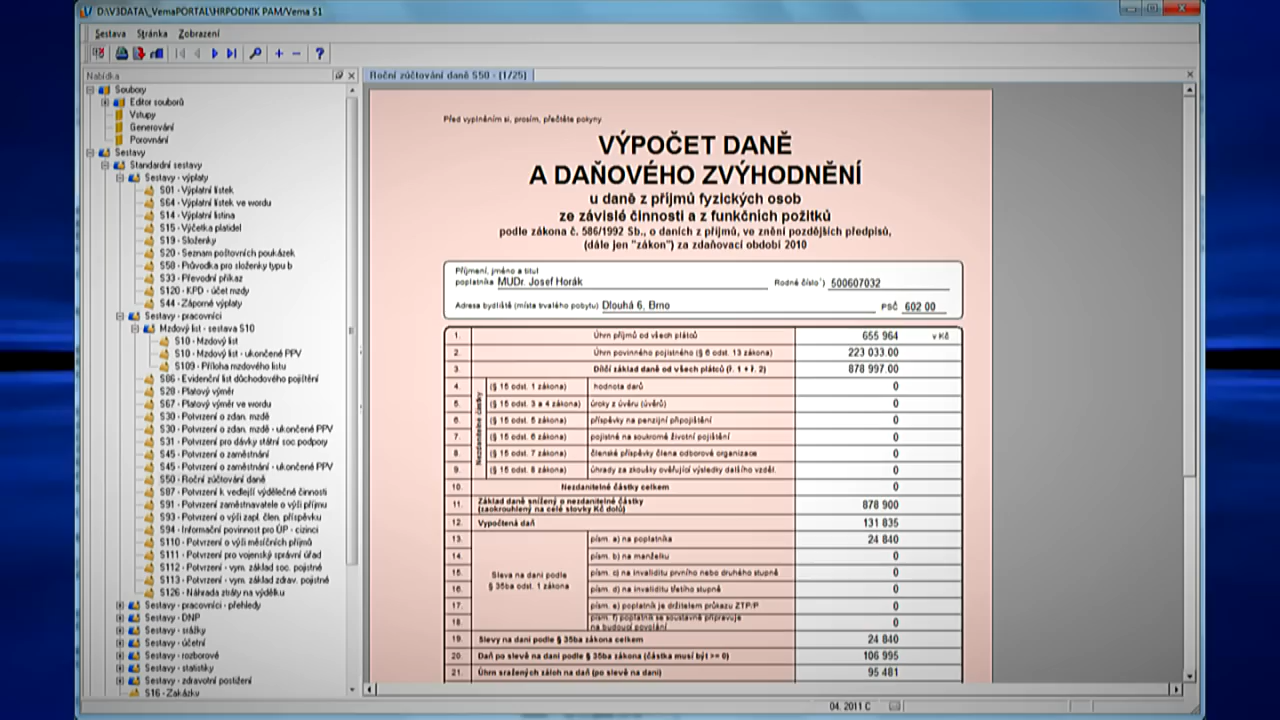 D:\V3DATA\_VemaPORTAL\HRPODNIK PAM/Vema S1
Sestava Stránka Zobrazení
Nabídka
Soubory
Editor souborů
Vstupy
Generování
Porovnání
Sestavy
Standardní sestavy
Sestavy - výplaty
S01 - Výplatní lístek
S64 - Výplatní lístek ve wordu
S14 - Výplatní listina
S15 - Výčetka platidel
S19 - Složenky
S20 - Seznam poštovních poukázek
S58 - Průvodka pro složenky typu b
S33 - Převodní příkaz
S120 - KPD - účet mzdy
S44 - Záporné výplaty
Sestavy - pracovníci
Mzdový list - sestava S10
S10 - Mzdový list
S10 - Mzdový list - ukončené PPV
S109 - Příloha mzdového listu
S86 - Evidenční list důchodového pojištění
S28 - Platový výměr
S67 - Platový výměr ve wordu
S30 - Potvrzení o zdan. mzdě
S30 - Potvrzení o zdan. mzdě - ukončené PPV
S31 - Potvrzení pro dávky státní soc. podpory
S45 - Potvrzení o zaměstnání
S45 - Potvrzení o zaměstnání - ukončené PPV
S50 - Roční zúčtování daně
S87 - Potvrzení k vedlejší výdělečné činnosti
S91 - Potvrzení zaměstnavatele o výši příjmu
S93 - Potvrzení o výši zapl. člen. příspěvku
S94 - Informační povinnost pro ÚP - cizinci
S110 - Potvrzení o výši měsíčních příjmů
S111 - Potvrzení pro vojenský správní úřad
S112 - Potvrzení - vym. základ soc. pojistné
S113 - Potvrzení - vym. základ zdrav. pojistné
S126 - Náhrada ztráty na výdělku
Sestavy - pracovníci - přehledy
Sestavy - DNP
Sestavy - srážky
Sestavy - účetní
Sestavy - rozborové
Sestavy - statistiky
Sestavy - zdravotní postižení
S16 - Zakázky
Roční zúčtování daně S50 - [1/25]
Před vyplněním si, prosím, přečtěte pokyny
VÝPOČET DANĚ
A DAŇOVÉHO ZVÝHODNĚNÍ
u daně z příjmů fyzických osob
ze závislé činnosti a z funkčních požitků
podle zákona č. 586/1992 Sb., o daních z příjmů, ve znění pozdějších předpisů,
(dále jen "zákon") za zdaňovací období 2010
Příjmení, jméno a titul
poplatníka MUDr. Josef Horák Rodné číslo*) 500607032
Adresa bydliště (místa trvalého pobytu) Dlouhá 6, Brno PSČ 602 00
1. Úhrn příjmů od všech plátců 655 964 v Kč
2. Úhrn povinného pojistného (§ 6 odst. 13 zákona) 223 033.00
3. Dílčí základ daně od všech plátců (ř. 1 + ř. 2) 878 997.00
Nezdanitelné částky
4. (§ 15 odst. 1 zákona) hodnota darů 0
5. (§ 15 odst. 3 a 4 zákona) úroky z úvěru (úvěrů) 0
6. (§ 15 odst. 5 zákona) příspěvky na penzijní připojištění 0
7. (§ 15 odst. 6 zákona) pojistné na soukromé životní pojištění 0
8. (§ 15 odst. 7 zákona) členské příspěvky člena odborové organizace 0
9. (§ 15 odst. 8 zákona) úhrady za zkoušky ověřující výsledky dalšího vzděl. 0
10. Nezdanitelné částky celkem 0
11. Základ daně snížený o nezdanitelné částky
(zaokrouhlený na celé stovky Kč dolů) 878 900
12. Vypočtená daň 131 835
Sleva na dani podle
§ 35ba odst. 1 zákona
13. písm. a) na poplatníka 24 840
14. písm. b) na manželku 0
15. písm. c) na invaliditu prvního nebo druhého stupně 0
16. písm. d) na invaliditu třetího stupně 0
17. písm. e) poplatník je držitelem průkazu ZTP/P 0
18. písm. f) poplatník se soustavně připravuje
na budoucí povolání 0
19. Slevy na dani podle § 35ba zákona celkem 24 840
20. Daň po slevě na dani podle § 35ba zákona (částka musí být >= 0) 106 995
21. Úhrn sražených záloh na daň (po slevě na dani) 95 481
04. 2011 C